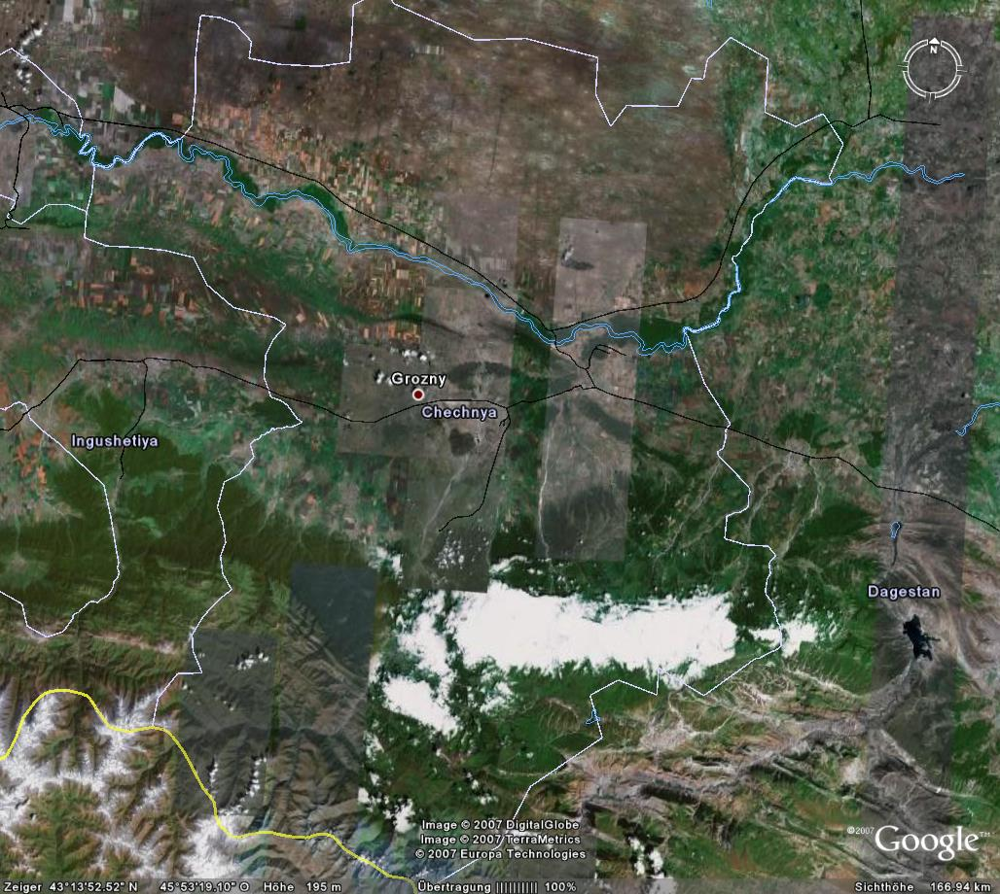 N
Grozny
Chechnya
Ingushetiya
Dagestan
Image © 2007 DigitalGlobe
Image © 2007 TerraMetrics
© 2007 Europa Technologies
©2007 Google™
Zeiger 43°13'52.52" N 45°53'19.10" O Höhe 195 m Übertragung |||||||||| 100% Sichthöhe 166.94 km